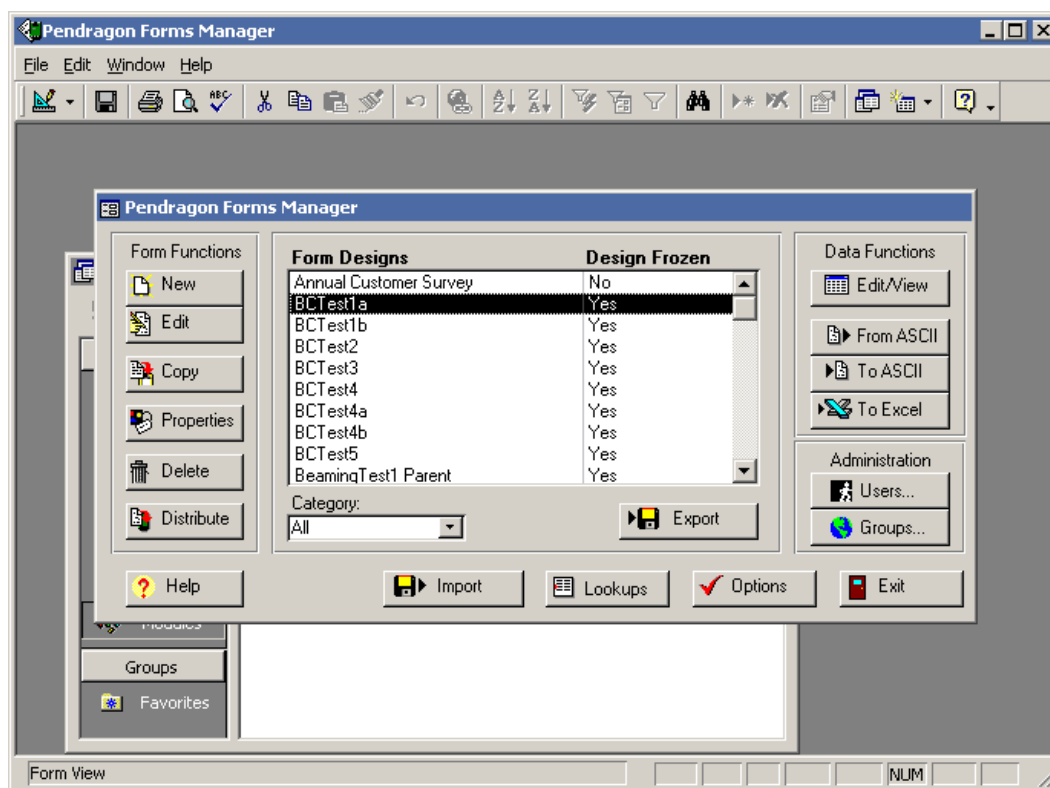 Pendragon Forms Manager
File Edit Window Help
Pendragon Forms Manager
Form Functions
New
Edit
Copy
Properties
Delete
Distribute
Form Designs Design Frozen
Annual Customer Survey No
BCTest1a Yes
BCTest1b Yes
BCTest2 Yes
BCTest3 Yes
BCTest4 Yes
BCTest4a Yes
BCTest4b Yes
BCTest5 Yes
BeamingTest1 Parent Yes
Category:
All
Export
Data Functions
Edit/View
From ASCII
To ASCII
To Excel
Administration
Users...
Groups...
Help
Import
Lookups
Options
Exit
Modules
Groups
Favorites
Form View
NUM